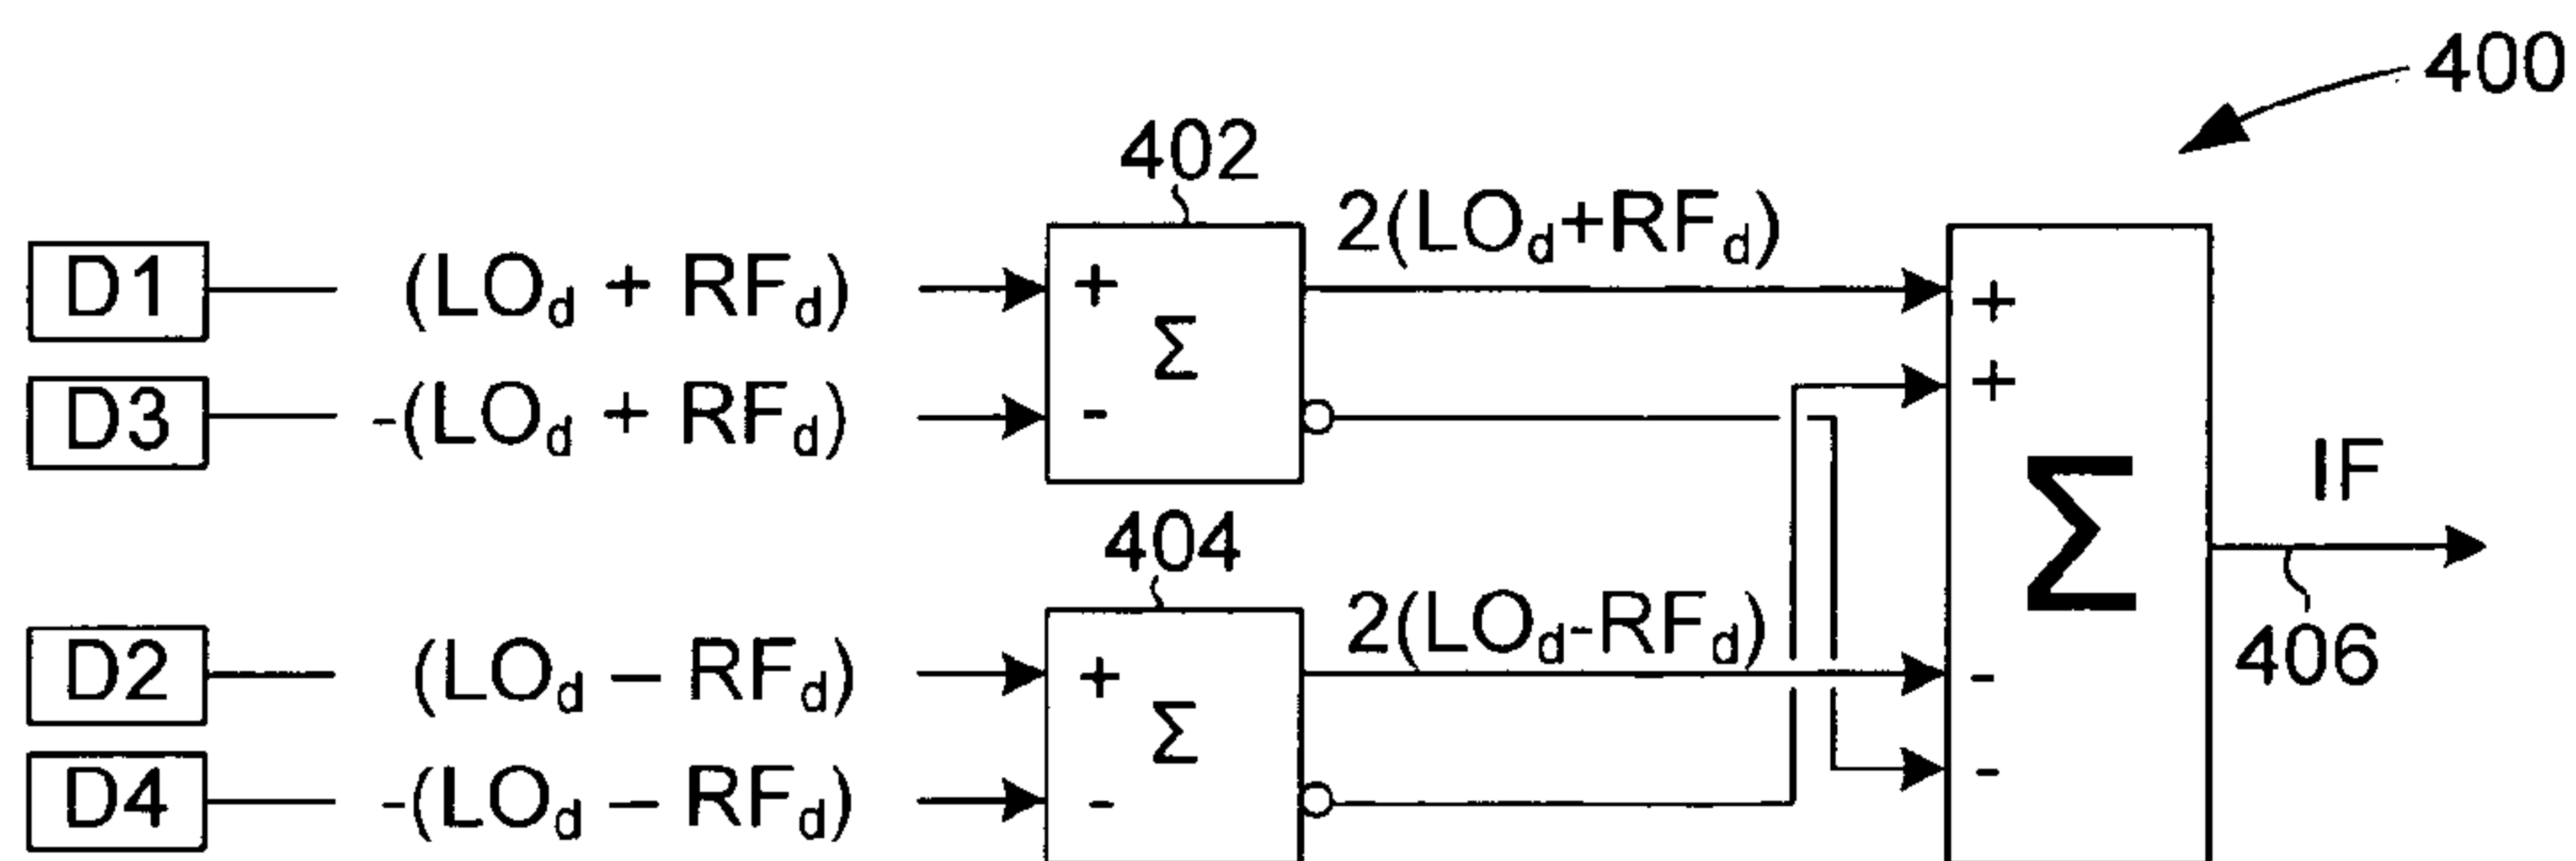 400
402
2(LOd+RFd)
D1 (LOd + RFd) + +
Σ +
D3 -(LOd + RFd) -
Σ IF
404
2(LOd-RFd) 406
D2 (LOd – RFd) + -
Σ
D4 -(LOd – RFd) - -